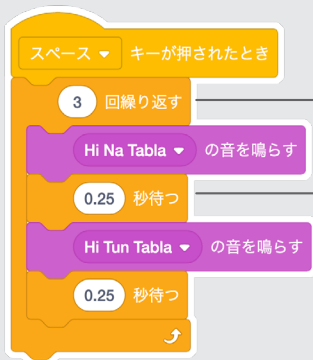 スペース キーが押されたとき
3 回繰り返す
Hi Na Tabla の音を鳴らす
0.25 秒待つ
Hi Tun Tabla の音を鳴らす
0.25 秒待つ